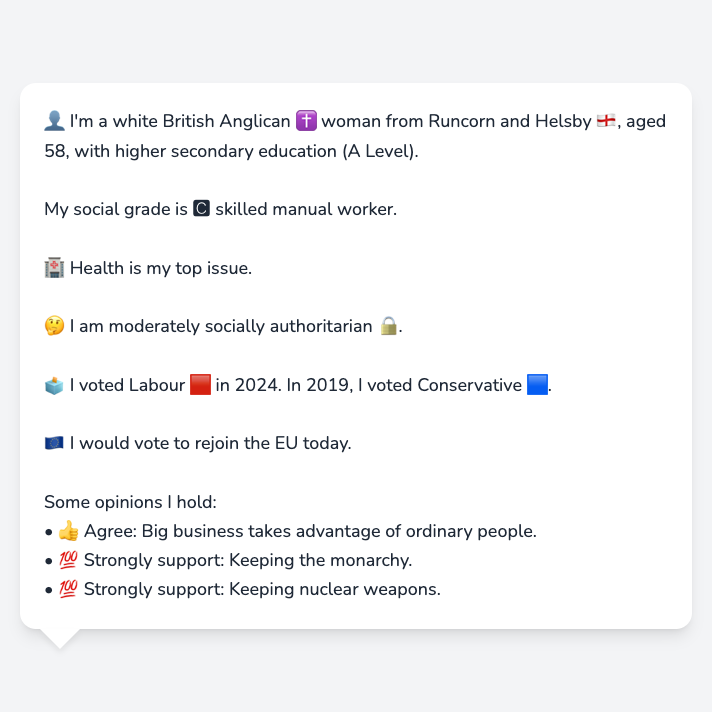 👤 I'm a white British Anglican ✝️ woman from Runcorn and Helsby 🏴󠁧󠁢󠁥󠁮󠁧󠁿, aged
58, with higher secondary education (A Level).
My social grade is 🅲 skilled manual worker.
🏥 Health is my top issue.
🤔 I am moderately socially authoritarian 🔒.
🗳️ I voted Labour 🟥 in 2024. In 2019, I voted Conservative 🟦.
🇪🇺 I would vote to rejoin the EU today.
Some opinions I hold:
• 👍 Agree: Big business takes advantage of ordinary people.
• 💯 Strongly support: Keeping the monarchy.
• 💯 Strongly support: Keeping nuclear weapons.